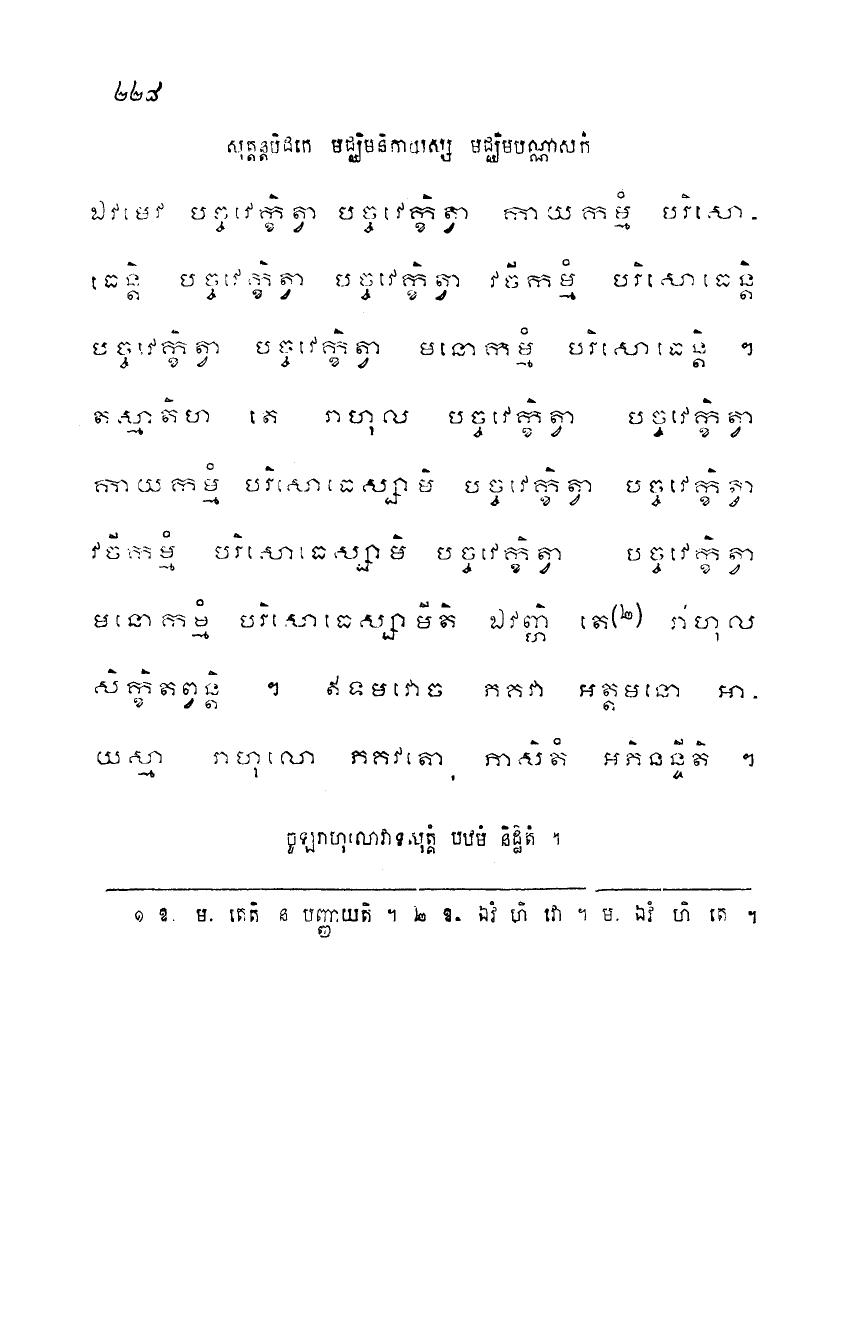 ២២៨
សុត្តន្តបិដកេ មជ្ឈិមនិកាយស្ស មជ្ឈិមបណ្ណាសកំ
ឯវមេវ បច្ចវេក្ខិត្វា បច្ចវេក្ខិត្វា កាយកម្មំ បរិសោ-
ធេន្តិ បច្ចវេក្ខិត្វា បច្ចវេក្ខិត្វា វចីកម្មំ បរិសោធេន្តិ
បច្ចវេក្ខិត្វា បច្ចវេក្ខិត្វា មនោកម្មំ បរិសោធេន្តិ ។
តស្មាតិហ តេ រាហុល បច្ចវេក្ខិត្វា បច្ចវេក្ខិត្វា
កាយកម្មំ បរិសោធេស្សាមិ បច្ចវេក្ខិត្វា បច្ចវេក្ខិត្វា
វចីកម្មំ បរិសោធេស្សាមិ បច្ចវេក្ខិត្វា បច្ចវេក្ខិត្វា
មនោកម្មំ បរិសោធេស្សាមីតិ ឯវញ្ហិ តេ(២) រាហុល
សិក្ខិតព្វន្តិ ។ ឥទមវោច ភគវា អត្តមនោ អា-
យស្មា រាហុលោ ភគវតោ ភាសិតំ អភិនន្ទីតិ ។
ចូឡរាហុលោវាទសុត្តំ បឋមំ និដ្ឋិតំ ។
១ ឱ. ម. តេតិ ន បញ្ញាយតិ ។ ២ ឱ. ឯវំ ហិ វោ ។ ម. ឯវំ ហិ តេ ។